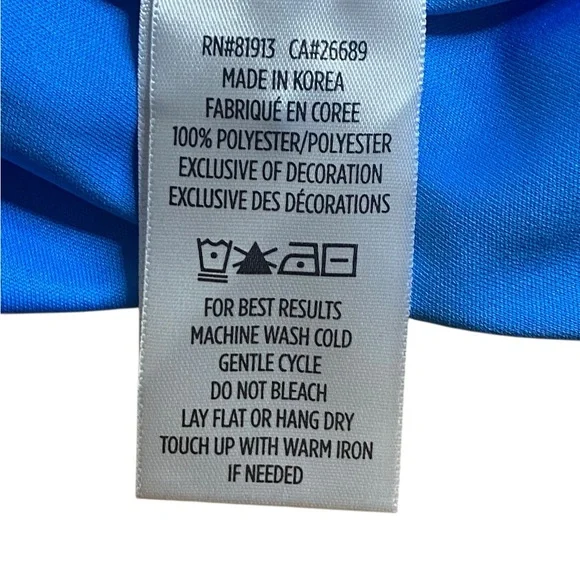 RN#81913 CA#26689
MADE IN KOREA
FABRIQUÉ EN COREE
100% POLYESTER/POLYESTER
EXCLUSIVE OF DECORATION
EXCLUSIVE DES DÉCORATIONS
FOR BEST RESULTS
MACHINE WASH COLD
GENTLE CYCLE
DO NOT BLEACH
LAY FLAT OR HANG DRY
TOUCH UP WITH WARM IRON
IF NEEDED